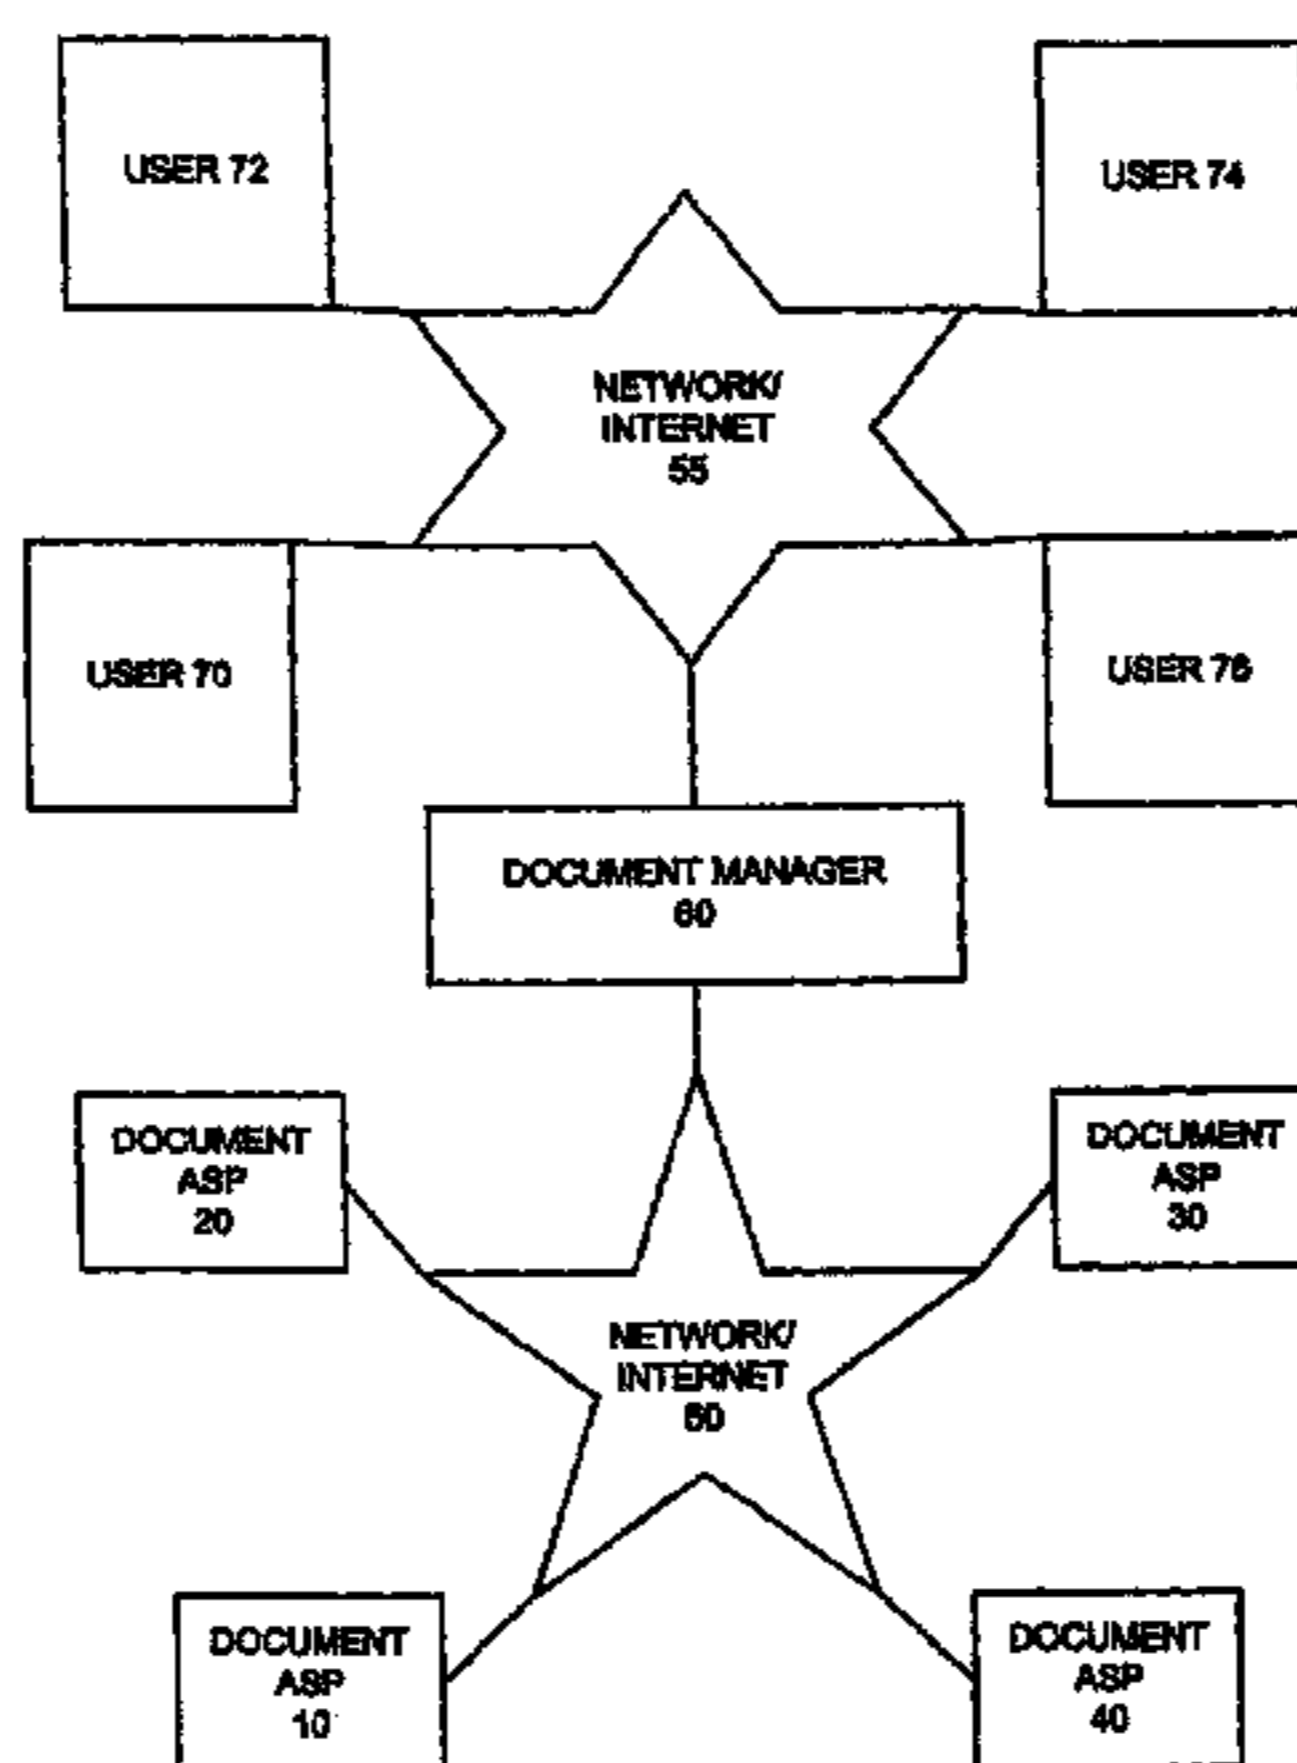 USER 72
USER 74
NETWORK/
INTERNET
55
USER 70
USER 76
DOCUMENT MANAGER
60
DOCUMENT
ASP
20
DOCUMENT
ASP
30
NETWORK/
INTERNET
50
DOCUMENT
ASP
10
DOCUMENT
ASP
40